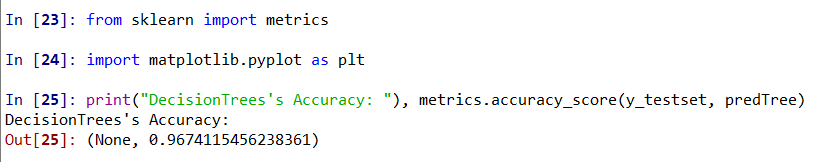 In [23]: from sklearn import metrics
In [24]: import matplotlib.pyplot as plt
In [25]: print("DecisionTrees's Accuracy: "), metrics.accuracy_score(y_testset, predTree)
DecisionTrees's Accuracy:
Out[25]: (None, 0.9674115456238361)